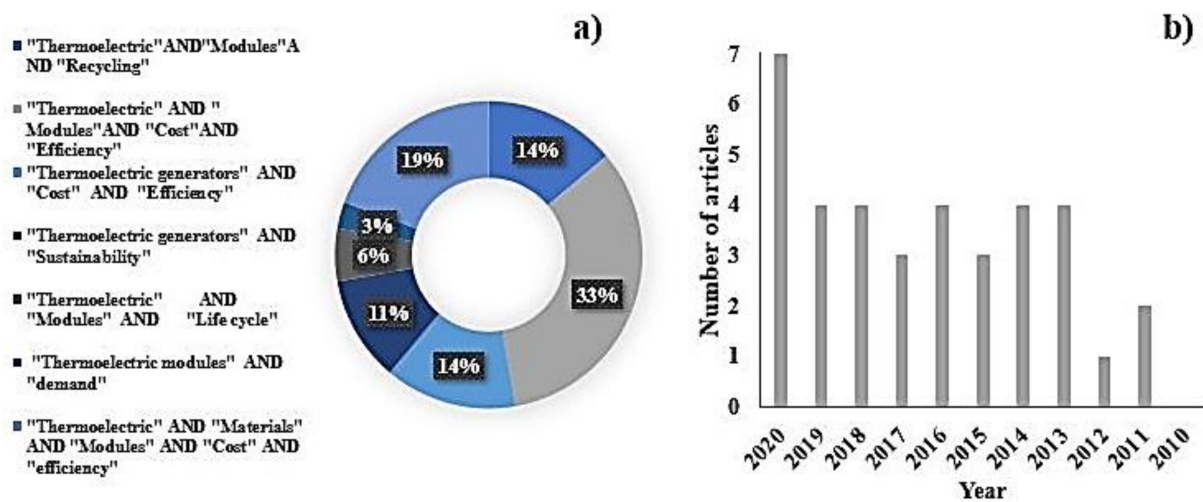 "Thermoelectric"AND"Modules"A
ND "Recycling"
"Thermoelectric" AND "
Modules"AND "Cost"AND
"Efficiency"
"Thermoelectric generators" AND
"Cost" AND "Efficiency"
"Thermoelectric generators" AND
"Sustainability"
"Thermoelectric" AND
"Modules" AND "Life cycle"
"Thermoelectric modules" AND
"demand"
"Thermoelectric" AND "Materials"
AND "Modules" AND "Cost" AND
"efficiency"
a)
19%
14%
3%
6%
33%
11%
14%
b)
Number of articles
7
6
5
4
3
2
1
0
2020 2019 2018 2017 2016 2015 2014 2013 2012 2011 2010
Year